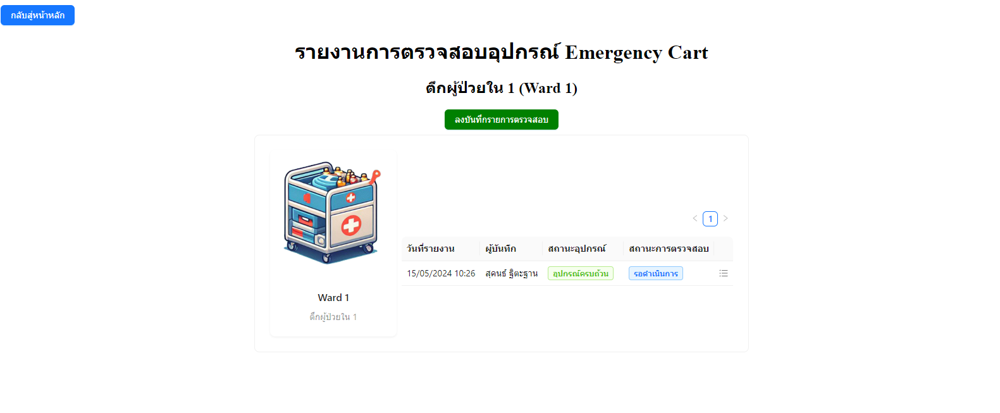 กลับสู่หน้าหลัก
รายงานการตรวจสอบอุปกรณ์ Emergency Cart
ตึกผู้ป่วยใน 1 (Ward 1)
ลงบันทึกรายการตรวจสอบ
1
วันที่รายงาน ผู้บันทึก สถานะอุปกรณ์ สถานะการตรวจสอบ
15/05/2024 10:26 สุคนธ์ ฐิตะฐาน อุปกรณ์ครบถ้วน รอดำเนินการ
Ward 1
ตึกผู้ป่วยใน 1